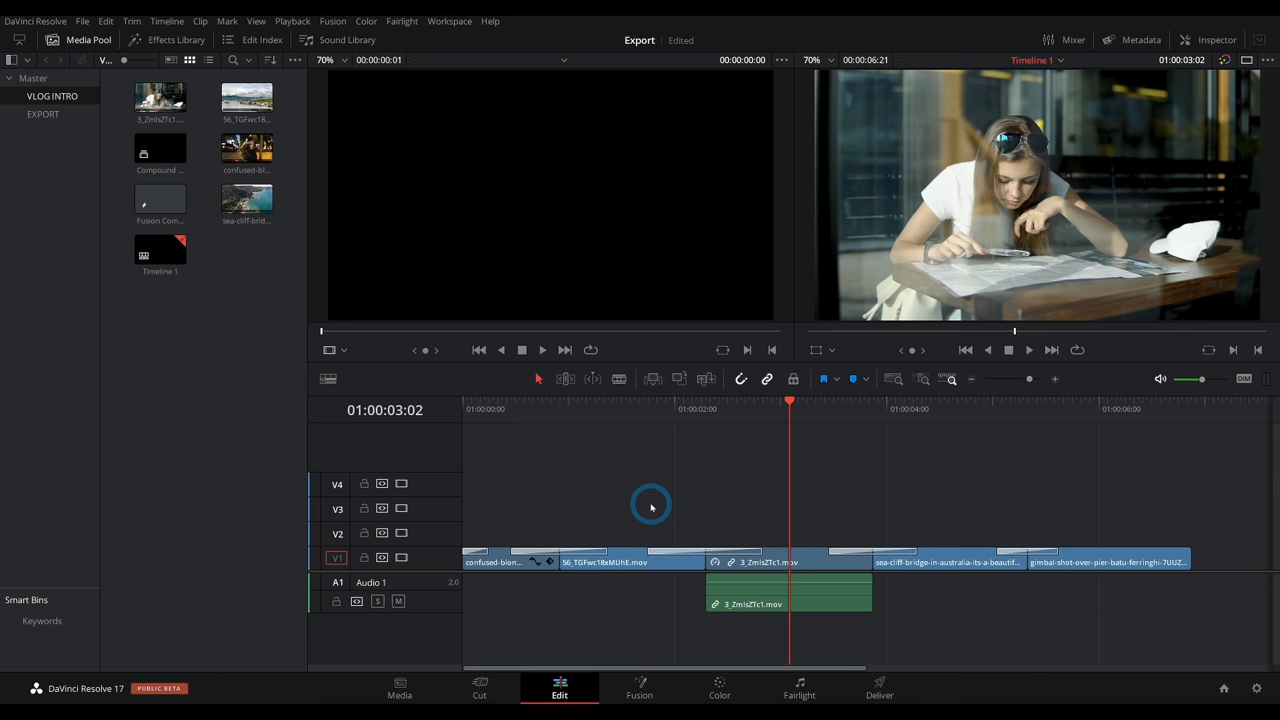 DaVinci Resolve File Edit Trim Timeline Clip Mark View Playback Fusion Color Fairlight Workspace Help
Media Pool Effects Library Edit Index Sound Library Export Edited Mixer Metadata Inspector
V... 70% 00:00:00:01 00:00:00:00 70% 00:00:06:21 Timeline 1 01:00:03:02
Master
VLOG INTRO
EXPORT
3_ZmlsZTc1.... 56_TGFwc18...
Compound ... confused-bl...
Fusion Com... sea-cliff-brid...
Timeline 1
DIM
01:00:03:02
01:00:00:00 01:00:02:00 01:00:04:00 01:00:06:00
V4
V3
V2
V1 confused-blon... 56_TGFwc18xMUhE.mov 3_ZmlsZTc1.mov sea-cliff-bridge-in-australia-its-a-beautif... gimbal-shot-over-pier-batu-ferringhi-7UUZ...
A1 Audio 1 2.0
S M 3_ZmlsZTc1.mov
Smart Bins
Keywords
DaVinci Resolve 17 PUBLIC BETA
Media Cut Edit Fusion Color Fairlight Deliver